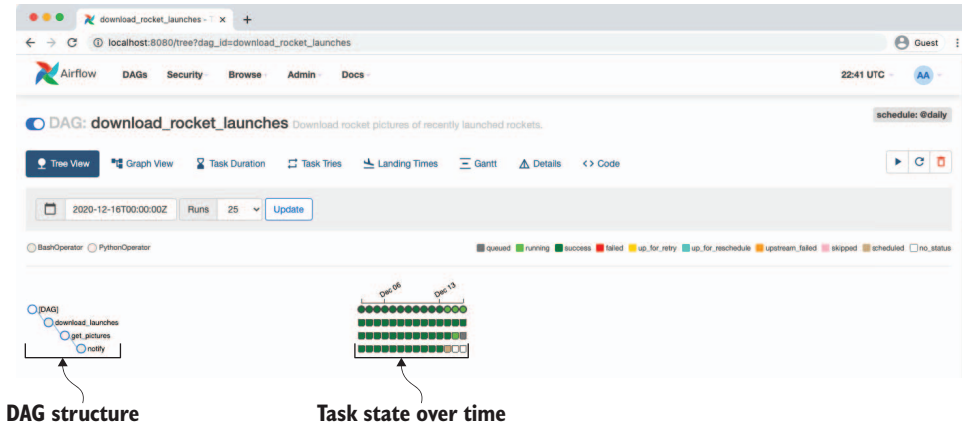 download_rocket_launches - T
localhost:8080/tree?dag_id=download_rocket_launches
Guest
Airflow DAGs Security Browse Admin Docs 22:41 UTC AA
DAG: download_rocket_launches Download rocket pictures of recently launched rockets. schedule: @daily
Tree View Graph View Task Duration Task Tries Landing Times Gantt Details <> Code
2020-12-16T00:00:00Z Runs 25 Update
BashOperator PythonOperator queued running success failed up_for_retry up_for_reschedule upstream_failed skipped scheduled no_status
Dec 06 Dec 13
[DAG]
download_launches
get_pictures
notify
DAG structure Task state over time